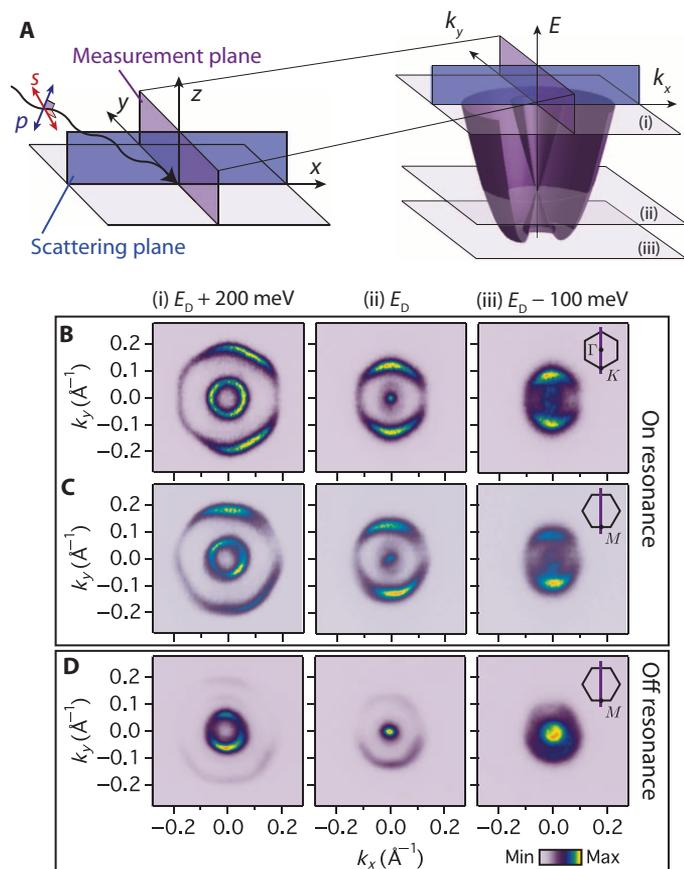 A
Measurement plane
s
p
y
z
x
Scattering plane
k_y
E
k_x
(i)
(ii)
(iii)
(i) E_D + 200 meV
(ii) E_D
(iii) E_D − 100 meV
B
k_y (Å⁻¹)
0.2
0.1
0.0
−0.1
−0.2
Γ
K
C
k_y (Å⁻¹)
0.2
0.1
0.0
−0.1
−0.2
M
On resonance
D
k_y (Å⁻¹)
0.2
0.1
0.0
−0.1
−0.2
M
Off resonance
−0.2 0.0 0.2
−0.2 0.0 0.2
−0.2 0.0 0.2
k_x (Å⁻¹)
Min Max